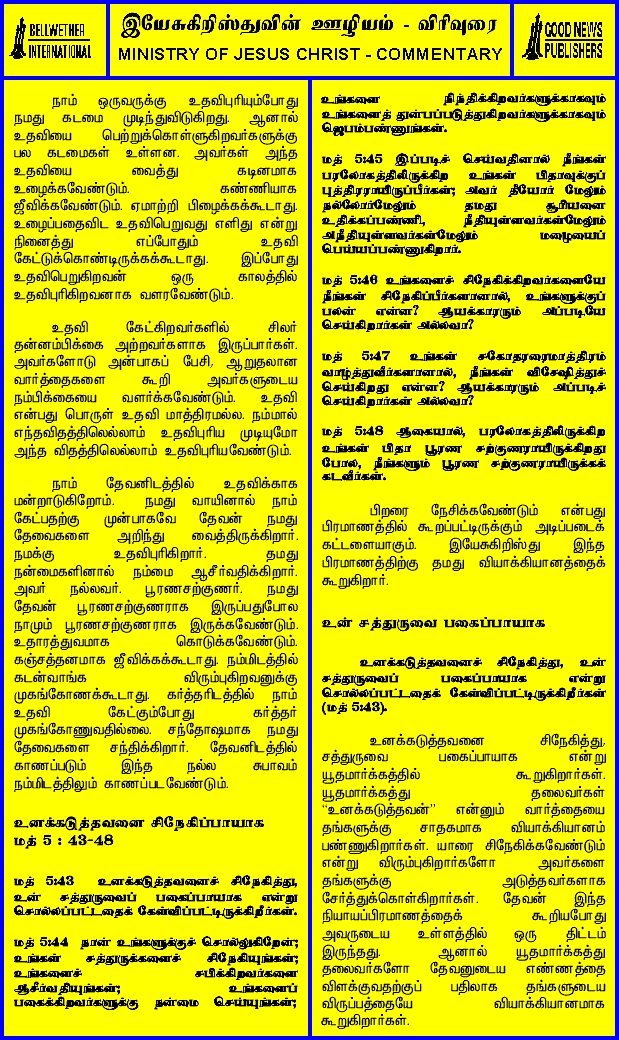 BELLWETHER
INTERNATIONAL
இயேசுகிறிஸ்துவின் ஊழியம் - விரிவுரை
MINISTRY OF JESUS CHRIST - COMMENTARY
GOOD NEWS
PUBLISHERS
நாம் ஒருவருக்கு உதவிபுரியும்போது
நமது கடமை முடிந்துவிடுகிறது. ஆனால்
உதவியை பெற்றுக்கொள்ளுகிறவர்களுக்கு
பல கடமைகள் உள்ளன. அவர்கள் அந்த
உதவியை வைத்து கடினமாக
உழைக்கவேண்டும். கண்ணியாக
ஜீவிக்கவேண்டும். ஏமாற்றி பிழைக்கக்கூடாது.
உழைப்பதைவிட உதவிபெறுவது எளிது என்று
நினைத்து எப்போதும் உதவி
கேட்டுக்கொண்டிருக்கக்கூடாது. இப்போது
உதவிபெறுகிறவன் ஒரு காலத்தில்
உதவிபுரிகிறவனாக வளரவேண்டும்.
உதவி கேட்கிறவர்களில் சிலர்
தன்னம்பிக்கை அற்றவர்களாக இருப்பார்கள்.
அவர்களோடு அன்பாகப் பேசி, ஆறுதலான
வார்த்தைகளை கூறி அவர்களுடைய
நம்பிக்கையை வளர்க்கவேண்டும். உதவி
என்பது பொருள் உதவி மாத்திரமல்ல. நம்மால்
எந்தவிதத்திலெல்லாம் உதவிபுரிய முடியுமோ
அந்த விதத்திலெல்லாம் உதவிபுரியவேண்டும்.
நாம் தேவனிடத்தில் உதவிக்காக
மன்றாடுகிறோம். நமது வாயினால் நாம்
கேட்பதற்கு முன்பாகவே தேவன் நமது
தேவைகளை அறிந்து வைத்திருக்கிறார்.
நமக்கு உதவிபுரிகிறார். தமது
நன்மைகளினால் நம்மை ஆசீர்வதிக்கிறார்.
அவர் நல்லவர். பூரணசற்குணர். நமது
தேவன் பூரணசற்குணராக இருப்பதுபோல
நாமும் பூரணசற்குணராக இருக்கவேண்டும்.
உதாரத்துவமாக கொடுக்கவேண்டும்.
கஞ்சத்தனமாக ஜீவிக்கக்கூடாது. நம்மிடத்தில்
கடன்வாங்க விரும்புகிறவனுக்கு
முகங்கோணக்கூடாது. கர்த்தரிடத்தில் நாம்
உதவி கேட்கும்போது கர்த்தர்
முகங்கோணுவதில்லை. சந்தோஷமாக நமது
தேவைகளை சந்திக்கிறார். தேவனிடத்தில்
காணப்படும் இந்த நல்ல சுபாவம்
நம்மிடத்திலும் காணப்படவேண்டும்.
உனக்கடுத்தவனை சிநேகிப்பாயாக
மத் 5 : 43-48
மத் 5:43 உனக்கடுத்தவனைச் சிநேகித்து,
உன் சத்துருவைப் பகைப்பாயாக என்று
சொல்லப்பட்டதைக் கேள்விப்பட்டிருக்கிறீர்கள்.
மத் 5:44 நான் உங்களுக்குச் சொல்லுகிறேன்;
உங்கள் சத்துருக்களைச் சிநேகியுங்கள்;
உங்களைச் சபிக்கிறவர்களை
ஆசீர்வதியுங்கள்; உங்களைப்
பகைக்கிறவர்களுக்கு நன்மை செய்யுங்கள்;
உங்களை நிந்திக்கிறவர்களுக்காகவும்
உங்களைத் துன்பப்படுத்துகிறவர்களுக்காகவும்
ஜெபம்பண்ணுங்கள்.
மத் 5:45 இப்படிச் செய்வதினால் நீங்கள்
பரலோகத்திலிருக்கிற உங்கள் பிதாவுக்குப்
புத்திரராயிருப்பீர்கள்; அவர் தீயோர் மேலும்
நல்லோர்மேலும் தமது சூரியனை
உதிக்கப்பண்ணி, நீதியுள்ளவர்கள்மேலும்
அநீதியுள்ளவர்கள்மேலும் மழையைப்
பெய்யப்பண்ணுகிறார்.
மத் 5:46 உங்களைச் சிநேகிக்கிறவர்களையே
நீங்கள் சிநேகிப்பீர்களானால், உங்களுக்குப்
பலன் என்ன? ஆயக்காரரும் அப்படியே
செய்கிறார்கள் அல்லவா?
மத் 5:47 உங்கள் சகோதரரைமாத்திரம்
வாழ்த்துவீர்களானால், நீங்கள் விசேஷித்துச்
செய்கிறது என்ன? ஆயக்காரரும் அப்படிச்
செய்கிறார்கள் அல்லவா?
மத் 5:48 ஆகையால், பரலோகத்திலிருக்கிற
உங்கள் பிதா பூரண சற்குணராயிருக்கிறது
போல, நீங்களும் பூரண சற்குணராயிருக்கக்
கடவீர்கள்.
பிறரை நேசிக்கவேண்டும் என்பது
பிரமாணத்தில் கூறப்பட்டிருக்கும் அடிப்படைக்
கட்டளையாகும். இயேசுகிறிஸ்து இந்த
பிரமாணத்திற்கு தமது வியாக்கியானத்தைக்
கூறுகிறார்.
உன் சத்துருவை பகைப்பாயாக
உனக்கடுத்தவனைச் சிநேகித்து, உன்
சத்துருவைப் பகைப்பாயாக என்று
சொல்லப்பட்டதைக் கேள்விப்பட்டிருக்கிறீர்கள்
(மத் 5:43).
உனக்கடுத்தவனை சிநேகித்து,
சத்துருவை பகைப்பாயாக என்று
யூதமார்க்கத்தில் கூறுகிறார்கள்.
யூதமார்க்கத்து தலைவர்கள்
“உனக்கடுத்தவன்” என்னும் வார்த்தையை
தங்களுக்கு சாதகமாக வியாக்கியானம்
பண்ணுகிறார்கள். யாரை சிநேகிக்கவேண்டும்
என்று விரும்புகிறார்களோ அவர்களை
தங்களுக்கு அடுத்தவர்களாக
சேர்த்துக்கொள்கிறார்கள். தேவன் இந்த
நியாயப்பிரமாணத்தைக் கூறியபோது
அவருடைய உள்ளத்தில் ஒரு திட்டம்
இருந்தது. ஆனால் யூதமார்க்கத்து
தலைவர்களோ தேவனுடைய எண்ணத்தை
விளக்குவதற்குப் பதிலாக தங்களுடைய
விருப்பத்தையே வியாக்கியானமாக
கூறுகிறார்கள்.